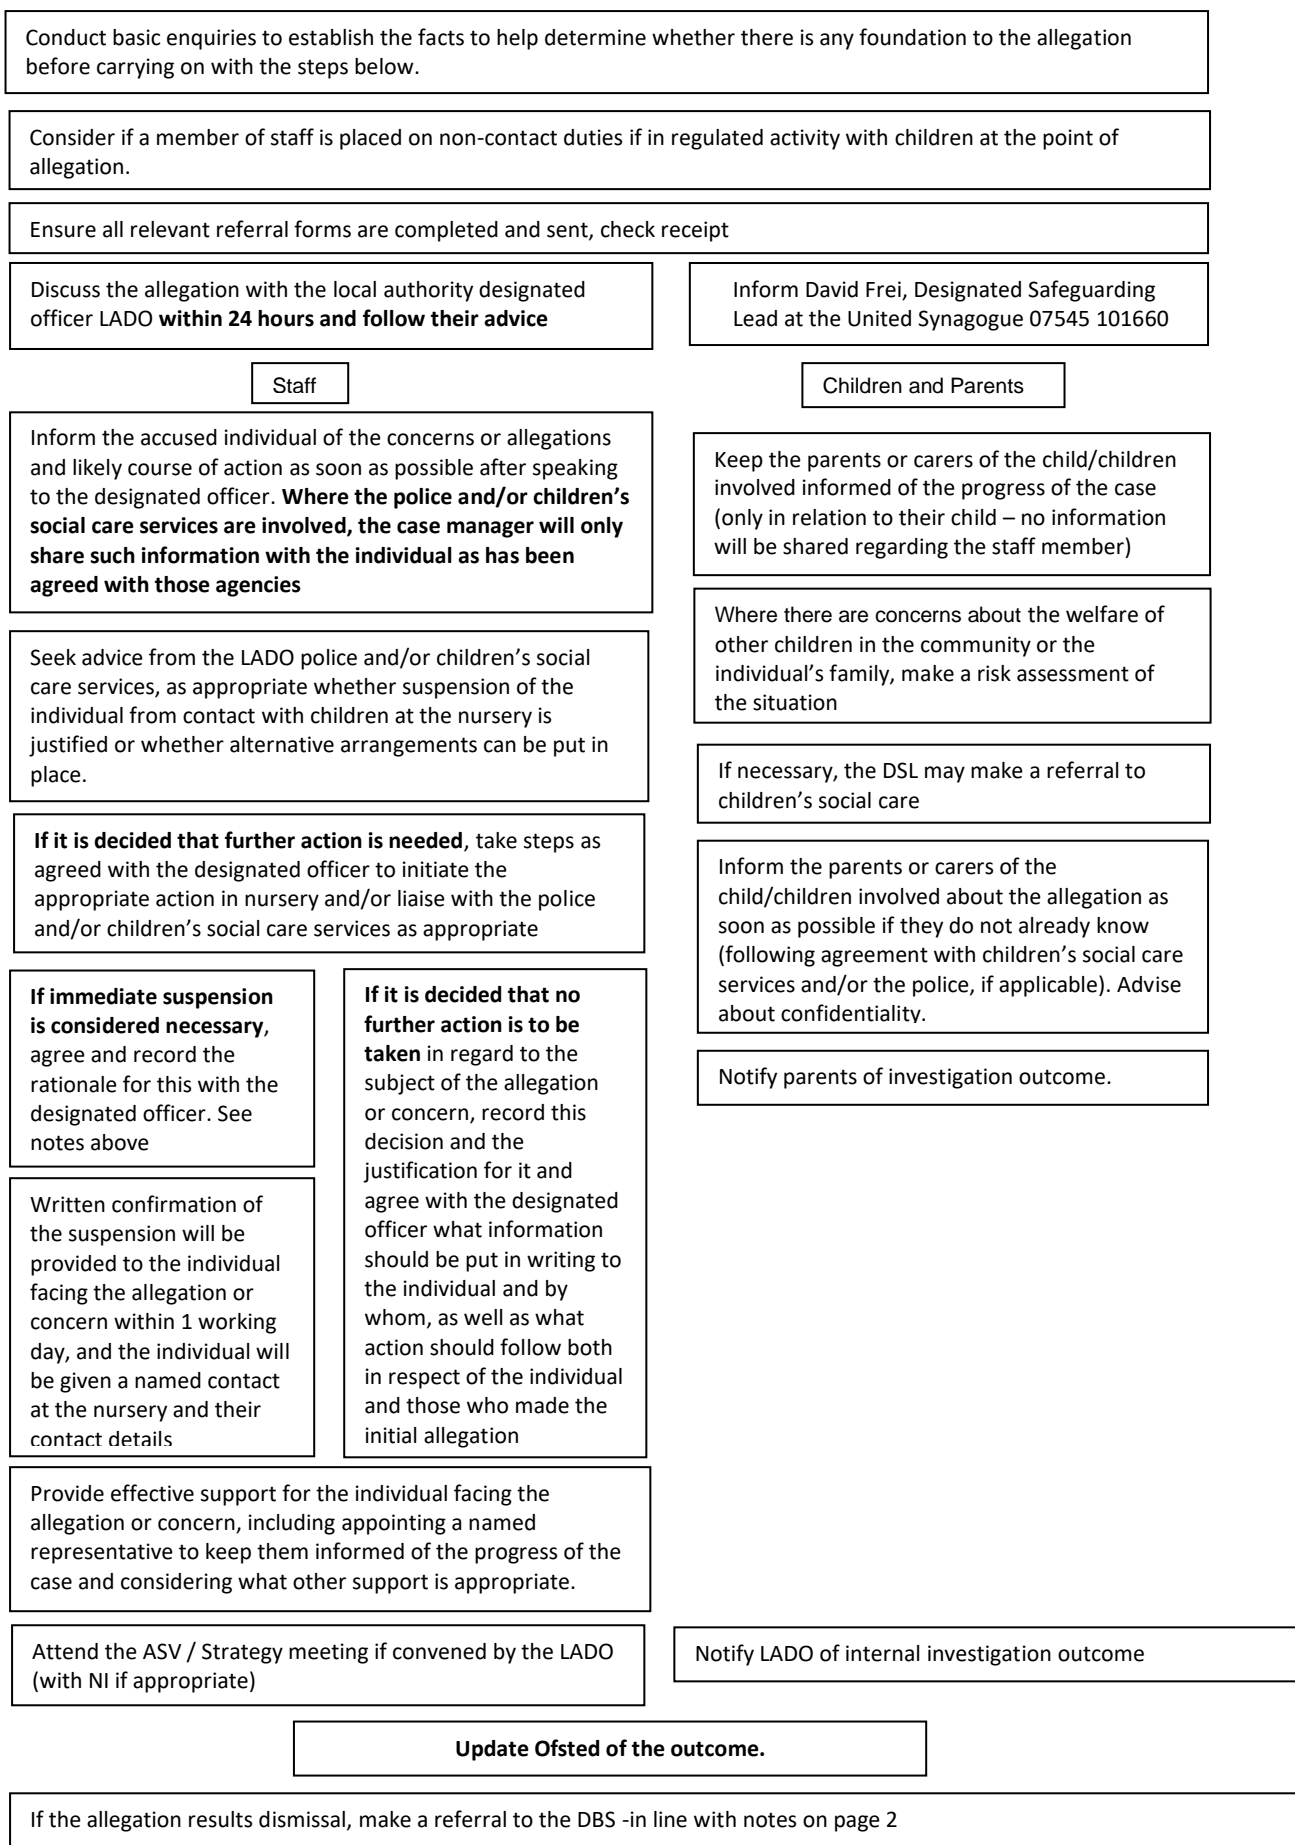 Conduct basic enquiries to establish the facts to help determine whether there is any foundation to the allegation
before carrying on with the steps below.
Consider if a member of staff is placed on non-contact duties if in regulated activity with children at the point of
allegation.
Ensure all relevant referral forms are completed and sent, check receipt
Discuss the allegation with the local authority designated
officer LADO within 24 hours and follow their advice
Inform David Frei, Designated Safeguarding
Lead at the United Synagogue 07545 101660
Staff
Inform the accused individual of the concerns or allegations
and likely course of action as soon as possible after speaking
to the designated officer. Where the police and/or children’s
social care services are involved, the case manager will only
share such information with the individual as has been
agreed with those agencies
Seek advice from the LADO police and/or children’s social
care services, as appropriate whether suspension of the
individual from contact with children at the nursery is
justified or whether alternative arrangements can be put in
place.
If it is decided that further action is needed, take steps as
agreed with the designated officer to initiate the
appropriate action in nursery and/or liaise with the police
and/or children’s social care services as appropriate
If immediate suspension
is considered necessary,
agree and record the
rationale for this with the
designated officer. See
notes above
Written confirmation of
the suspension will be
provided to the individual
facing the allegation or
concern within 1 working
day, and the individual will
be given a named contact
at the nursery and their
contact details
If it is decided that no
further action is to be
taken in regard to the
subject of the allegation
or concern, record this
decision and the
justification for it and
agree with the designated
officer what information
should be put in writing to
the individual and by
whom, as well as what
action should follow both
in respect of the individual
and those who made the
initial allegation
Provide effective support for the individual facing the
allegation or concern, including appointing a named
representative to keep them informed of the progress of the
case and considering what other support is appropriate.
Attend the ASV / Strategy meeting if convened by the LADO
(with NI if appropriate)
Children and Parents
Keep the parents or carers of the child/children
involved informed of the progress of the case
(only in relation to their child – no information
will be shared regarding the staff member)
Where there are concerns about the welfare of
other children in the community or the
individual’s family, make a risk assessment of
the situation
If necessary, the DSL may make a referral to
children’s social care
Inform the parents or carers of the
child/children involved about the allegation as
soon as possible if they do not already know
(following agreement with children’s social care
services and/or the police, if applicable). Advise
about confidentiality.
Notify parents of investigation outcome.
Notify LADO of internal investigation outcome
Update Ofsted of the outcome.
If the allegation results dismissal, make a referral to the DBS -in line with notes on page 2